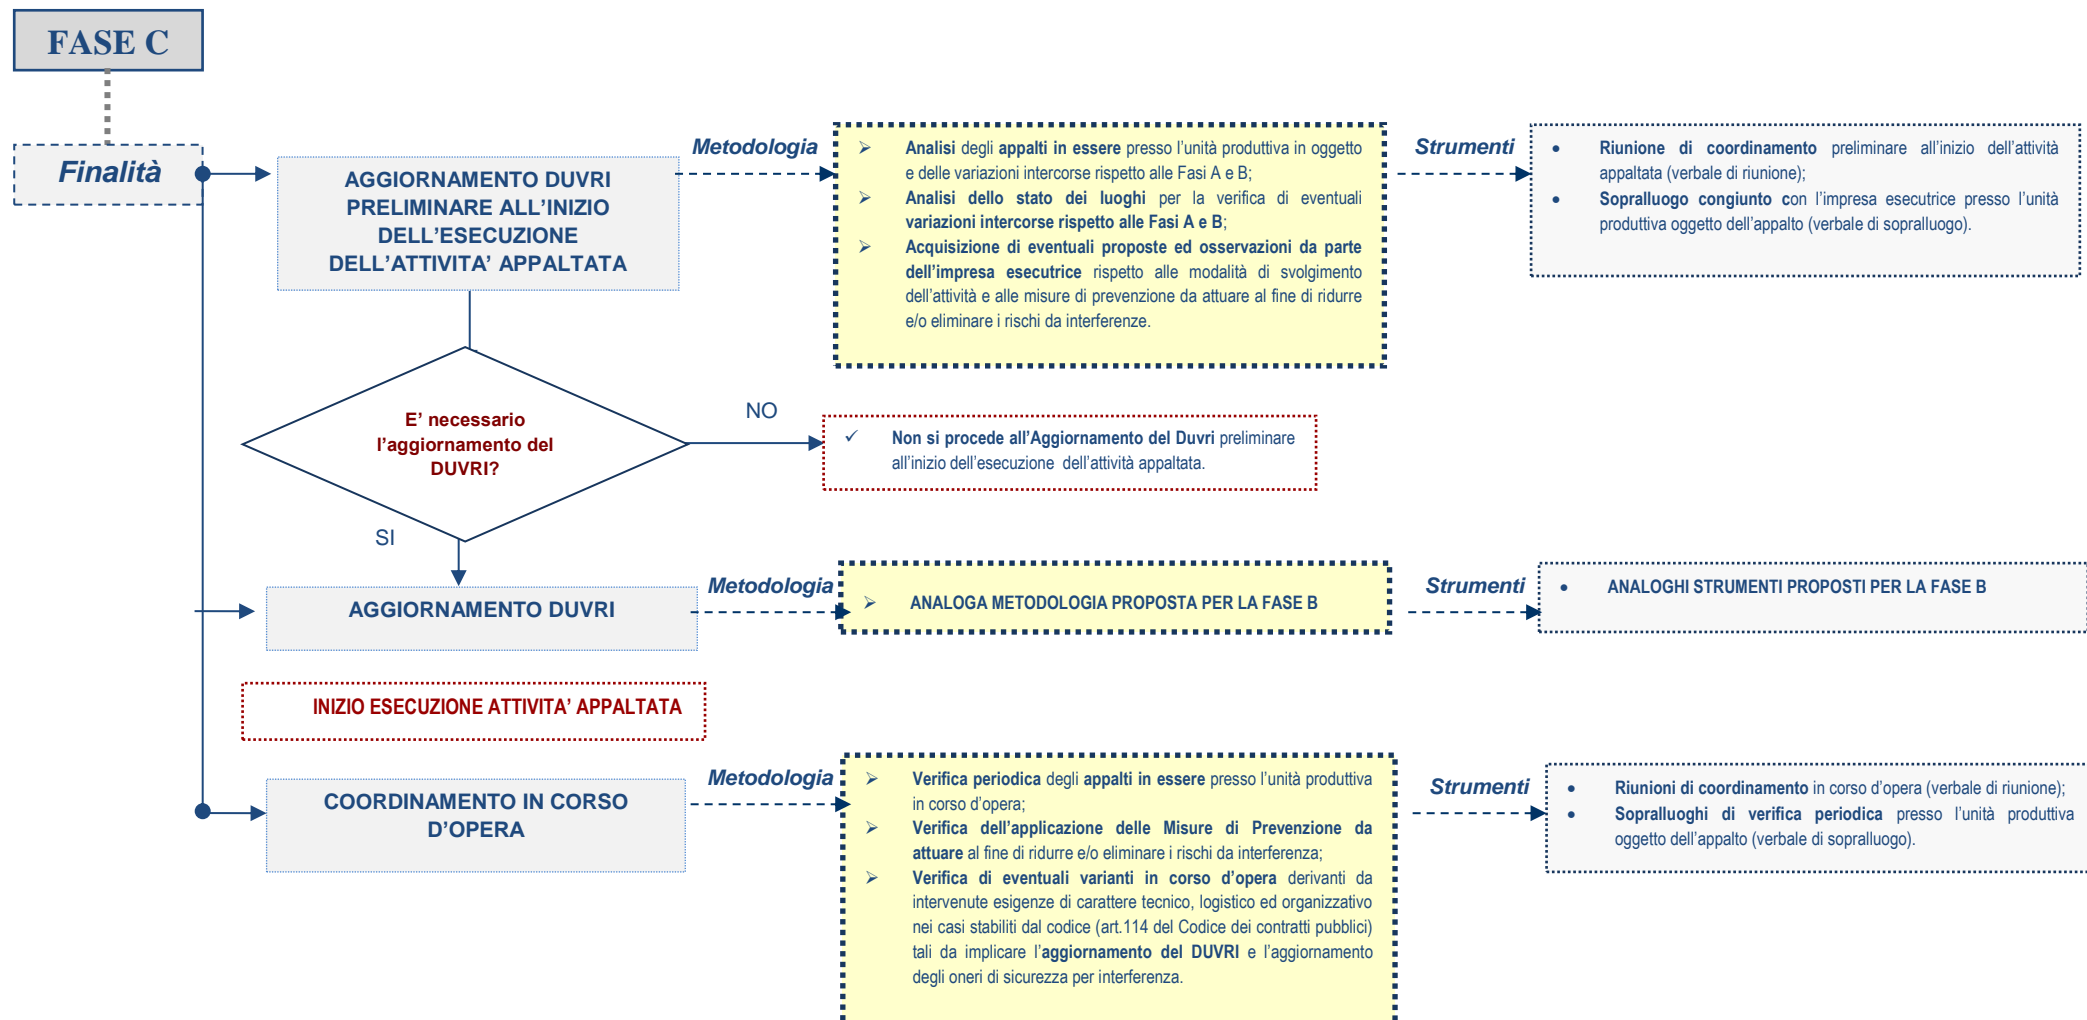 FASE C
Finalità
AGGIORNAMENTO DUVRI
PRELIMINARE ALL’INIZIO
DELL’ESECUZIONE
DELL’ATTIVITA’ APPALTATA
Metodologia
➢ Analisi degli appalti in essere presso l’unità produttiva in oggetto
e delle variazioni intercorse rispetto alle Fasi A e B;
➢ Analisi dello stato dei luoghi per la verifica di eventuali
variazioni intercorse rispetto alle Fasi A e B;
➢ Acquisizione di eventuali proposte ed osservazioni da parte
dell’impresa esecutrice rispetto alle modalità di svolgimento
dell’attività e alle misure di prevenzione da attuare al fine di ridurre
e/o eliminare i rischi da interferenze.
Strumenti
• Riunione di coordinamento preliminare all’inizio dell’attività
appaltata (verbale di riunione);
• Sopralluogo congiunto con l’impresa esecutrice presso l’unità
produttiva oggetto dell’appalto (verbale di sopralluogo).
E’ necessario
l’aggiornamento del
DUVRI?
NO
✓ Non si procede all’Aggiornamento del Duvri preliminare
all’inizio dell’esecuzione dell’attività appaltata.
SI
AGGIORNAMENTO DUVRI
Metodologia
➢ ANALOGA METODOLOGIA PROPOSTA PER LA FASE B
Strumenti
• ANALOGHI STRUMENTI PROPOSTI PER LA FASE B
INIZIO ESECUZIONE ATTIVITA’ APPALTATA
COORDINAMENTO IN CORSO
D’OPERA
Metodologia
➢ Verifica periodica degli appalti in essere presso l’unità produttiva
in corso d’opera;
➢ Verifica dell’applicazione delle Misure di Prevenzione da
attuare al fine di ridurre e/o eliminare i rischi da interferenza;
➢ Verifica di eventuali varianti in corso d’opera derivanti da
intervenute esigenze di carattere tecnico, logistico ed organizzativo
nei casi stabiliti dal codice (art.114 del Codice dei contratti pubblici)
tali da implicare l’aggiornamento del DUVRI e l’aggiornamento
degli oneri di sicurezza per interferenza.
Strumenti
• Riunioni di coordinamento in corso d’opera (verbale di riunione);
• Sopralluoghi di verifica periodica presso l’unità produttiva
oggetto dell’appalto (verbale di sopralluogo).